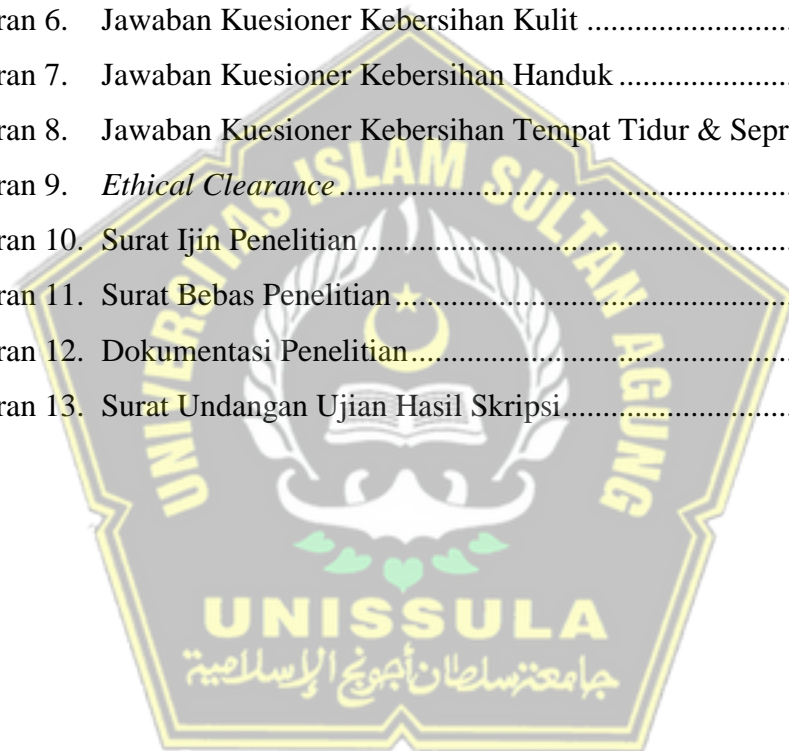 ran 6. Jawaban Kuesioner Kebersihan Kulit ........................
ran 7. Jawaban Kuesioner Kebersihan Handuk .....................
ran 8. Jawaban Kuesioner Kebersihan Tempat Tidur & Sepr
ran 9. Ethical Clearance ......................................................
ran 10. Surat Ijin Penelitian ...................................................
ran 11. Surat Bebas Penelitian ...............................................
ran 12. Dokumentasi Penelitian .............................................
ran 13. Surat Undangan Ujian Hasil Skripsi ...........................
UNIVERSITAS ISLAM SULTAN AGUNG
UNISSULA
جامعتنسلطان أجونج الإسلامية